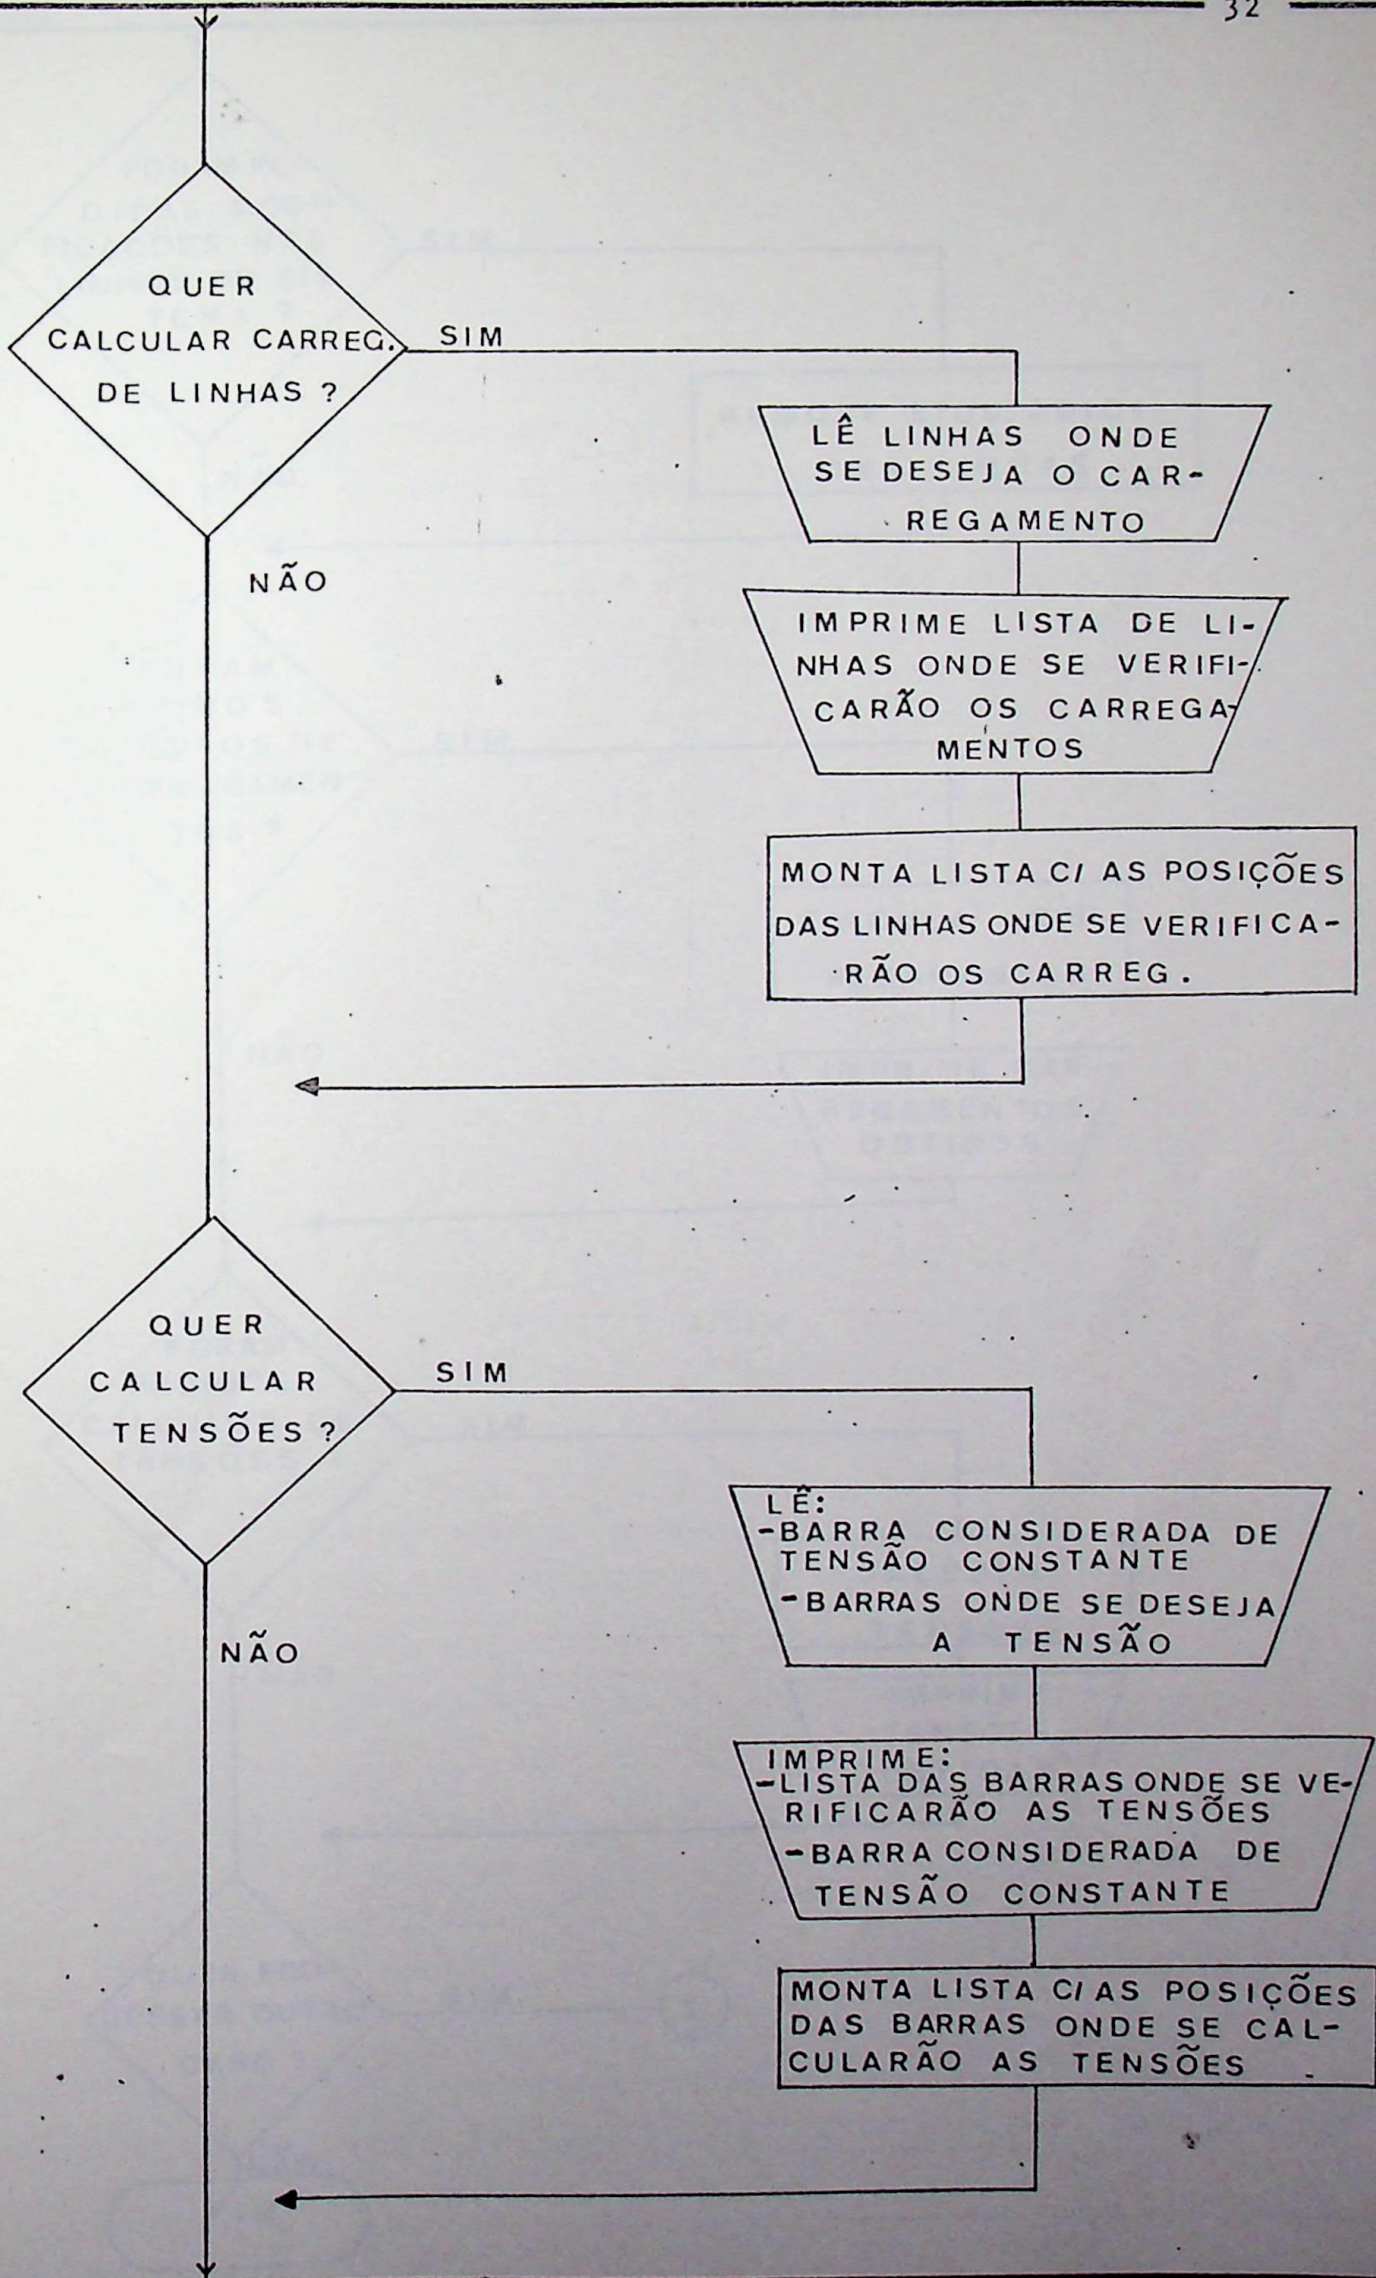 32
QUER
CALCULAR CARREG.
DE LINHAS ?
SIM
LÊ LINHAS ONDE
SE DESEJA O CAR-
REGAMENTO
NÃO
IMPRIME LISTA DE LI-
NHAS ONDE SE VERIFI-
CARÃO OS CARREGA-
MENTOS
MONTA LISTA C/ AS POSIÇÕES
DAS LINHAS ONDE SE VERIFICA-
RÃO OS CARREG.
QUER
CALCULAR
TENSÕES ?
SIM
LÊ:
-BARRA CONSIDERADA DE
TENSÃO CONSTANTE
-BARRAS ONDE SE DESEJA
A TENSÃO
NÃO
IMPRIME:
-LISTA DAS BARRAS ONDE SE VE-
RIFICARÃO AS TENSÕES
-BARRA CONSIDERADA DE
TENSÃO CONSTANTE
MONTA LISTA C/ AS POSIÇÕES
DAS BARRAS ONDE SE CAL-
CULARÃO AS TENSÕES